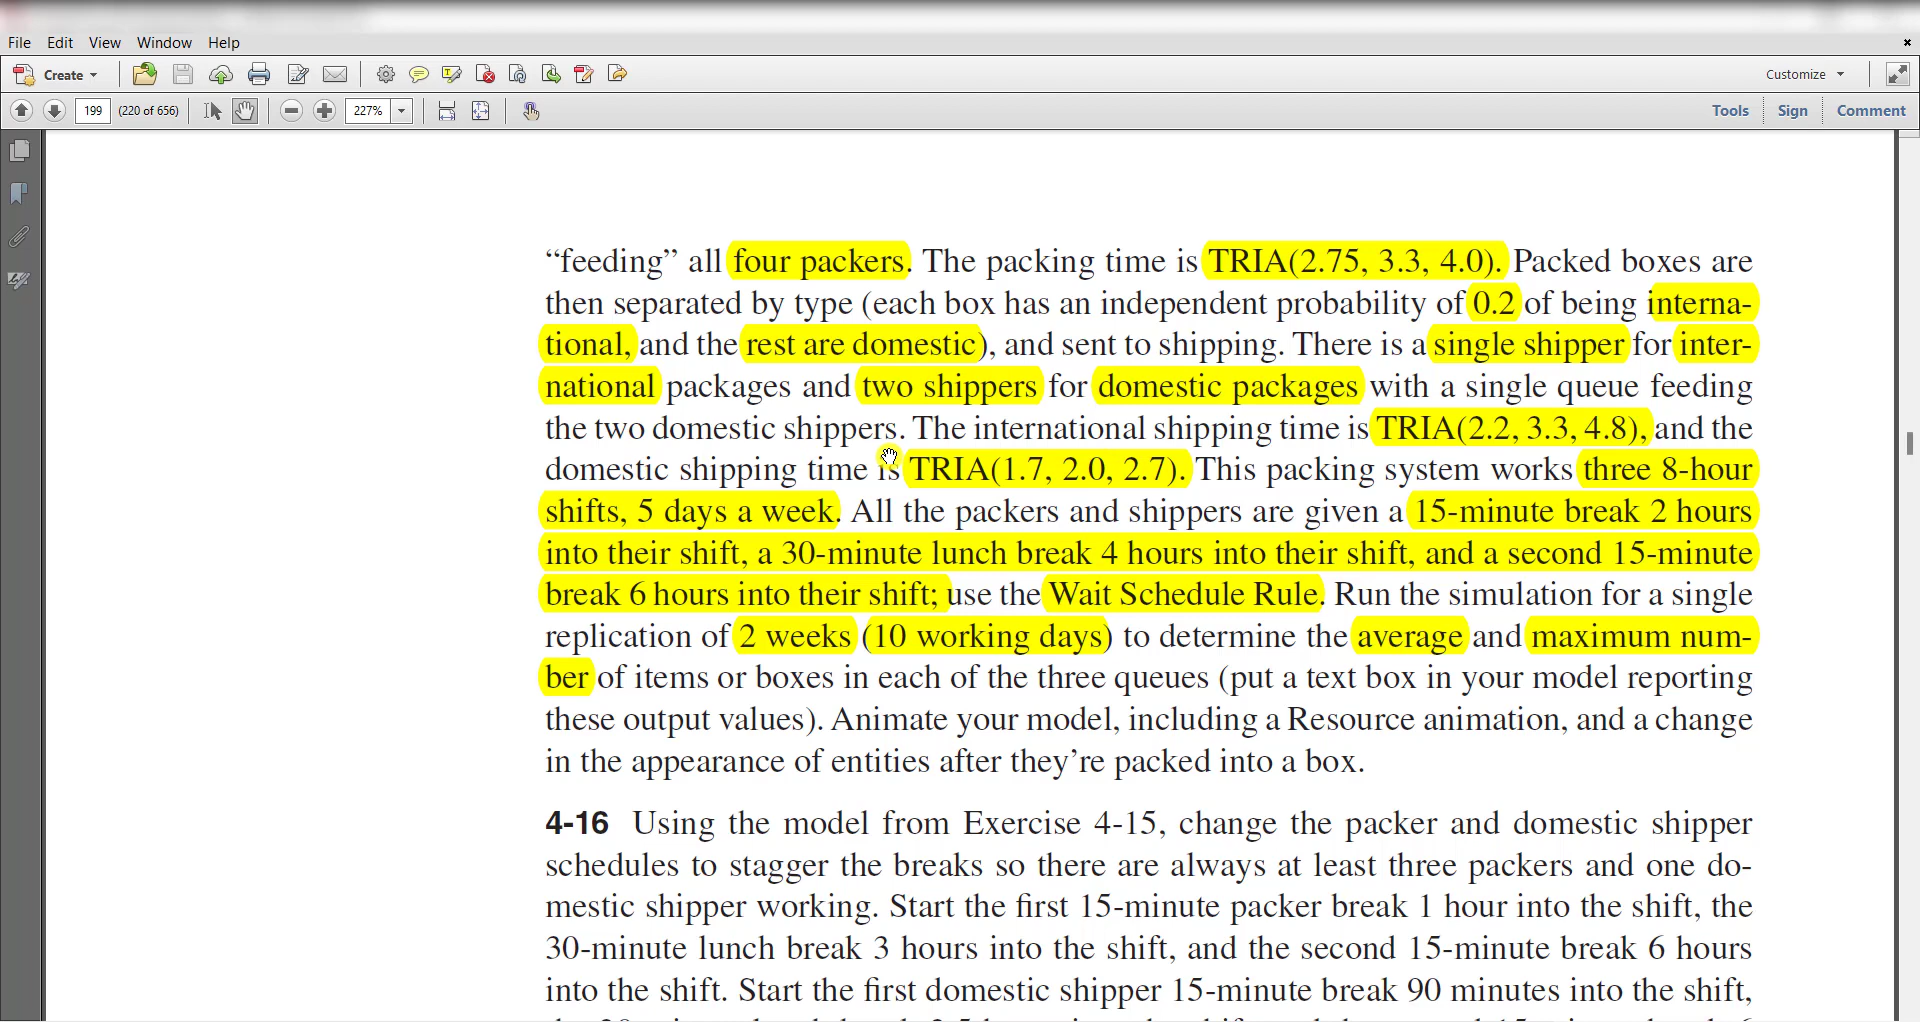 File Edit View Window Help
Create Customize
199 (220 of 656) 227% Tools Sign Comment
“feeding” all four packers. The packing time is TRIA(2.75, 3.3, 4.0). Packed boxes are
then separated by type (each box has an independent probability of 0.2 of being interna-
tional, and the rest are domestic), and sent to shipping. There is a single shipper for inter-
national packages and two shippers for domestic packages with a single queue feeding
the two domestic shippers. The international shipping time is TRIA(2.2, 3.3, 4.8), and the
domestic shipping time is TRIA(1.7, 2.0, 2.7). This packing system works three 8-hour
shifts, 5 days a week. All the packers and shippers are given a 15-minute break 2 hours
into their shift, a 30-minute lunch break 4 hours into their shift, and a second 15-minute
break 6 hours into their shift; use the Wait Schedule Rule. Run the simulation for a single
replication of 2 weeks (10 working days) to determine the average and maximum num-
ber of items or boxes in each of the three queues (put a text box in your model reporting
these output values). Animate your model, including a Resource animation, and a change
in the appearance of entities after they’re packed into a box.
4-16 Using the model from Exercise 4-15, change the packer and domestic shipper
schedules to stagger the breaks so there are always at least three packers and one do-
mestic shipper working. Start the first 15-minute packer break 1 hour into the shift, the
30-minute lunch break 3 hours into the shift, and the second 15-minute break 6 hours
into the shift. Start the first domestic shipper 15-minute break 90 minutes into the shift,